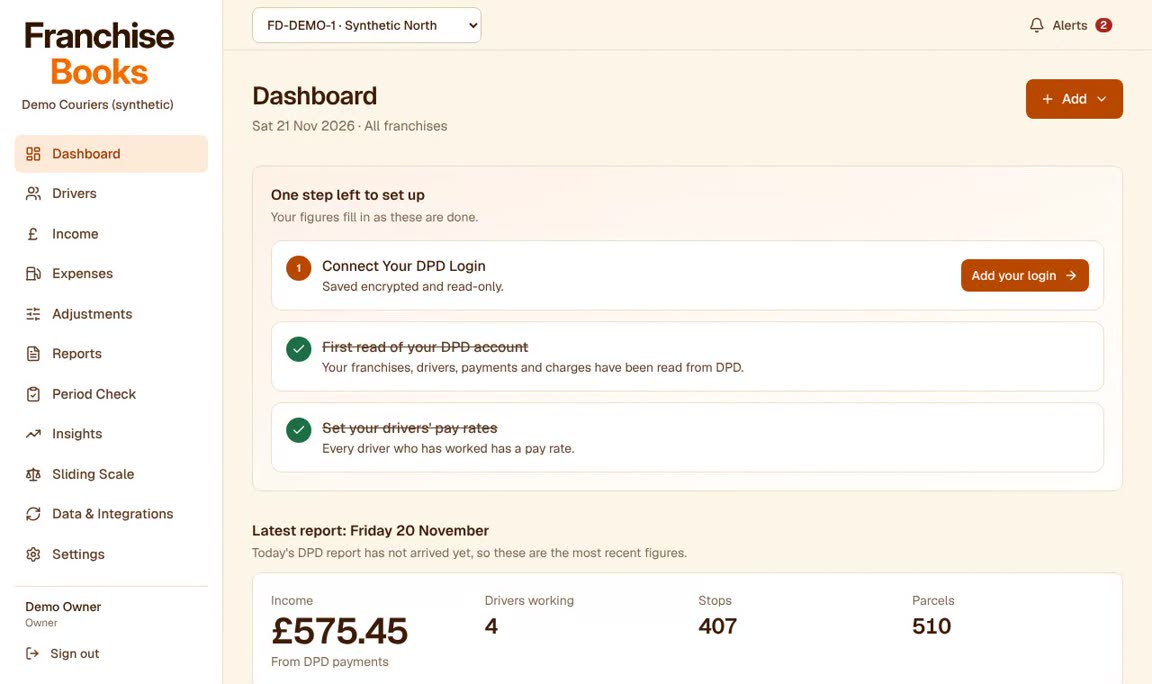 Franchise
Books
Demo Couriers (synthetic)
Dashboard
Drivers
£ Income
Expenses
Adjustments
Reports
Period Check
Insights
Sliding Scale
Data & Integrations
Settings
Demo Owner
Owner
Sign out
FD-DEMO-1 · Synthetic North
Alerts 2
Dashboard
Sat 21 Nov 2026 · All franchises
+ Add
One step left to set up
Your figures fill in as these are done.
1
Connect Your DPD Login
Saved encrypted and read-only.
Add your login →
First read of your DPD account
Your franchises, drivers, payments and charges have been read from DPD.
Set your drivers' pay rates
Every driver who has worked has a pay rate.
Latest report: Friday 20 November
Today's DPD report has not arrived yet, so these are the most recent figures.
Income
£575.45
From DPD payments
Drivers working
4
Stops
407
Parcels
510